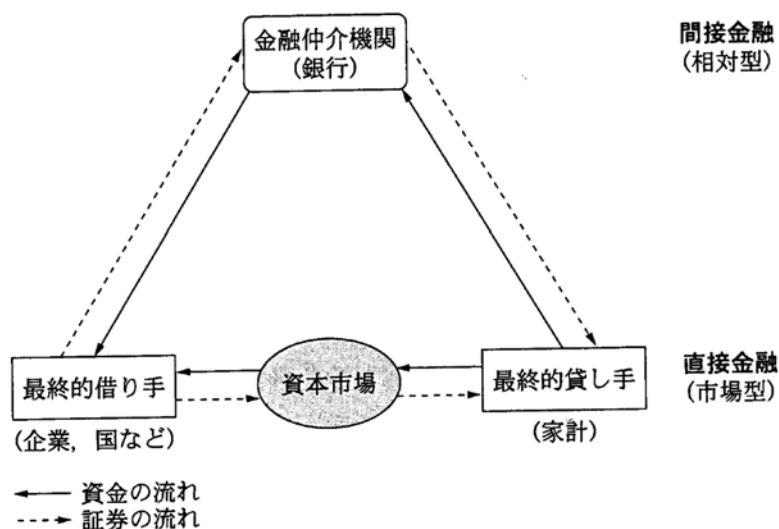 金融仲介機関
(銀行)
間接金融
(相対型)
最終的借り手
資本市場
最終的貸し手
直接金融
(市場型)
(企業，国など)
(家計)
資金の流れ
証券の流れ